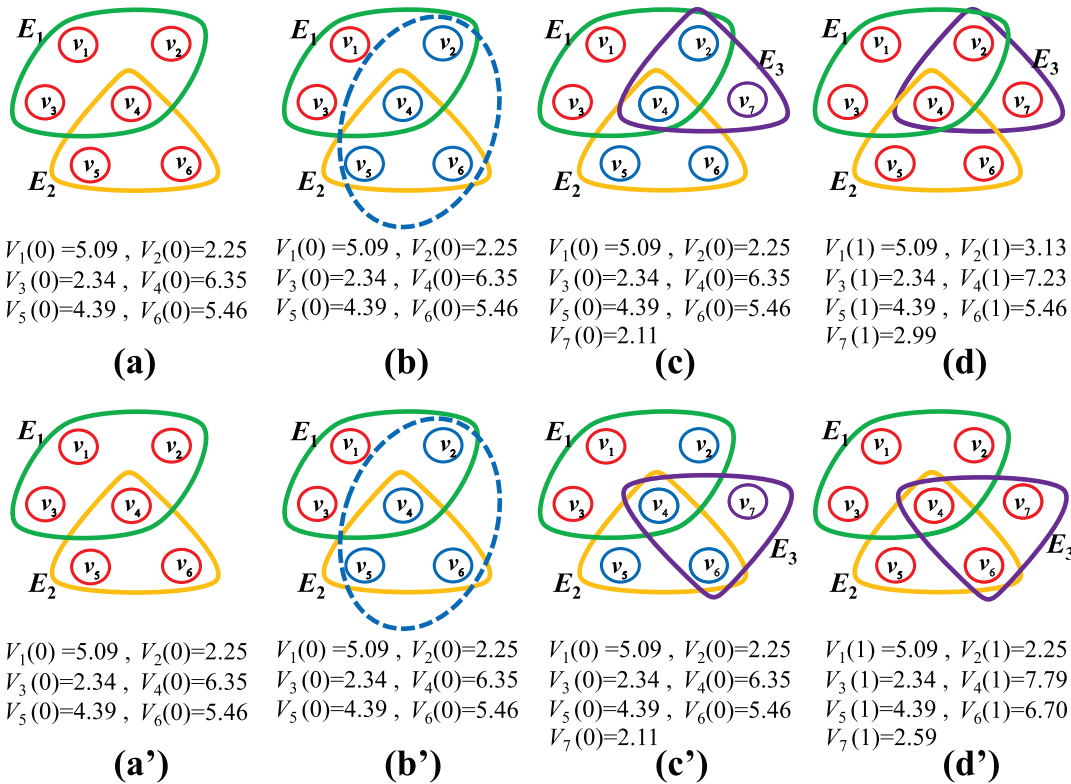 E1 v1 v2 v3 v4 v5 v6 E2
V1(0) =5.09 , V2(0)=2.25
V3(0)=2.34 , V4(0)=6.35
V5(0)=4.39 , V6(0)=5.46
(a)
E1 v1 v2 v3 v4 v5 v6 E2
V1(0) =5.09 , V2(0)=2.25
V3(0)=2.34 , V4(0)=6.35
V5(0)=4.39 , V6(0)=5.46
(b)
E1 v1 v2 E3 v3 v4 v7 v5 v6 E2
V1(0) =5.09 , V2(0)=2.25
V3(0)=2.34 , V4(0)=6.35
V5(0)=4.39 , V6(0)=5.46
V7(0)=2.11
(c)
E1 v1 v2 E3 v3 v4 v7 v5 v6 E2
V1(1) =5.09 , V2(1)=3.13
V3(1)=2.34 , V4(1)=7.23
V5(1)=4.39 , V6(1)=5.46
V7(1)=2.99
(d)
E1 v1 v2 v3 v4 v5 v6 E2
V1(0) =5.09 , V2(0)=2.25
V3(0)=2.34 , V4(0)=6.35
V5(0)=4.39 , V6(0)=5.46
(a’)
E1 v1 v2 v3 v4 v5 v6 E2
V1(0) =5.09 , V2(0)=2.25
V3(0)=2.34 , V4(0)=6.35
V5(0)=4.39 , V6(0)=5.46
(b’)
E1 v1 v2 v3 v4 v7 E3 v5 v6 E2
V1(0) =5.09 , V2(0)=2.25
V3(0)=2.34 , V4(0)=6.35
V5(0)=4.39 , V6(0)=5.46
V7(0)=2.11
(c’)
E1 v1 v2 v3 v4 v7 E3 v5 v6 E2
V1(1) =5.09 , V2(1)=2.25
V3(1)=2.34 , V4(1)=7.79
V5(1)=4.39 , V6(1)=6.70
V7(1)=2.59
(d’)